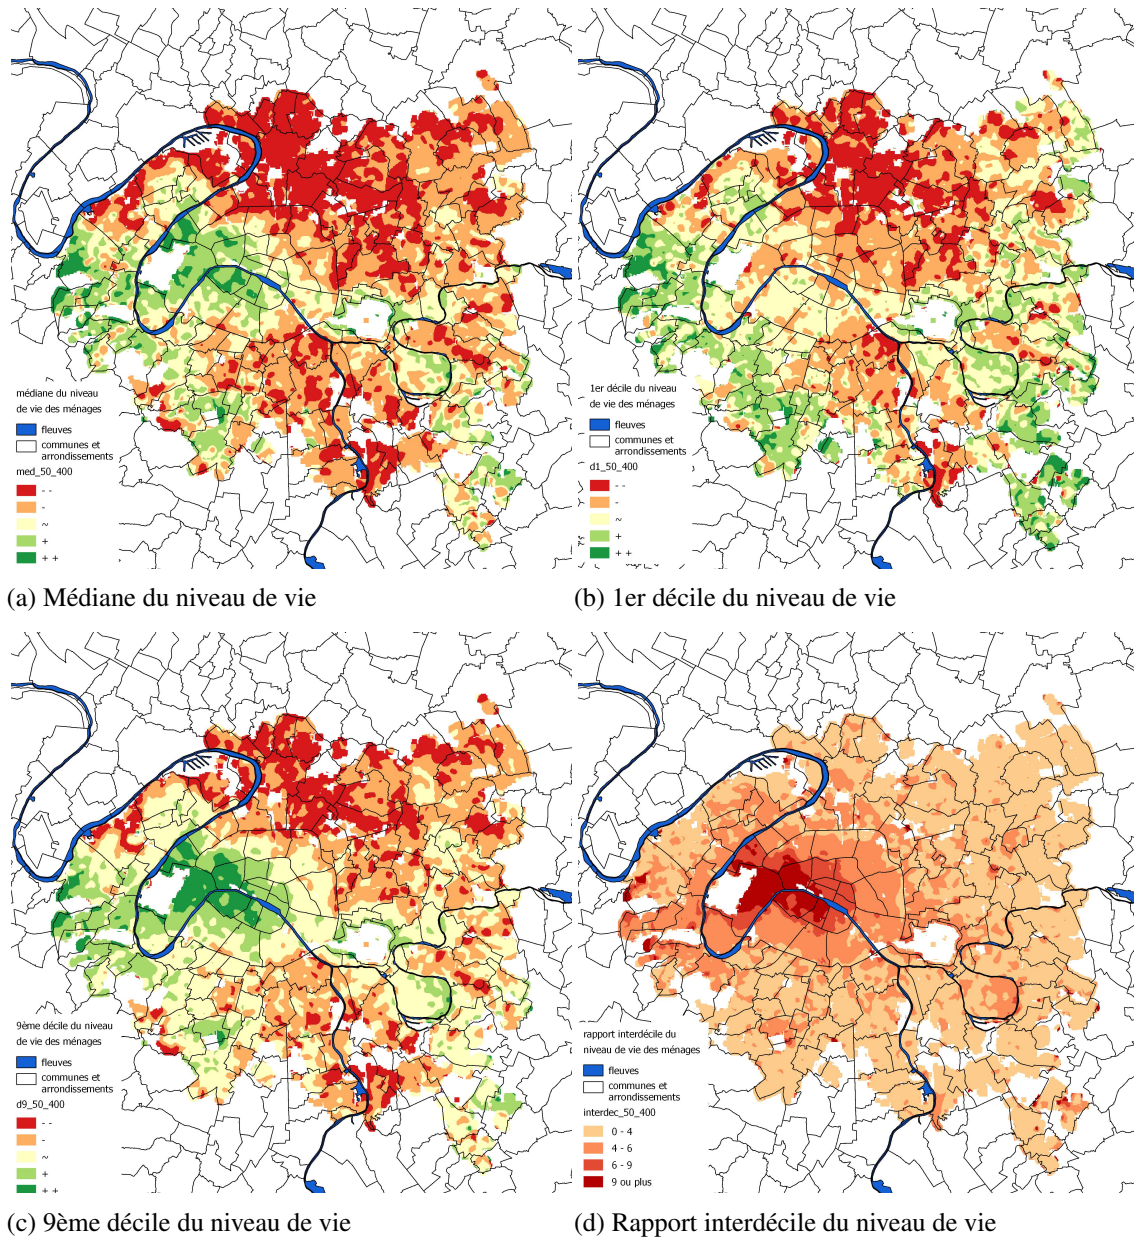 médiane du niveau
de vie des ménages
fleuves
communes et
arrondissements
med_50_400
- -
-
~
+
+ +
1er décile du niveau
de vie des ménages
fleuves
communes et
arrondissements
d1_50_400
- -
-
~
+
+ +
(a) Médiane du niveau de vie
(b) 1er décile du niveau de vie
9ème décile du niveau
de vie des ménages
fleuves
communes et
arrondissements
d9_50_400
- -
-
~
+
+ +
rapport interdécile du
niveau de vie des ménages
fleuves
communes et
arrondissements
interdec_50_400
0 - 4
4 - 6
6 - 9
9 ou plus
(c) 9ème décile du niveau de vie
(d) Rapport interdécile du niveau de vie